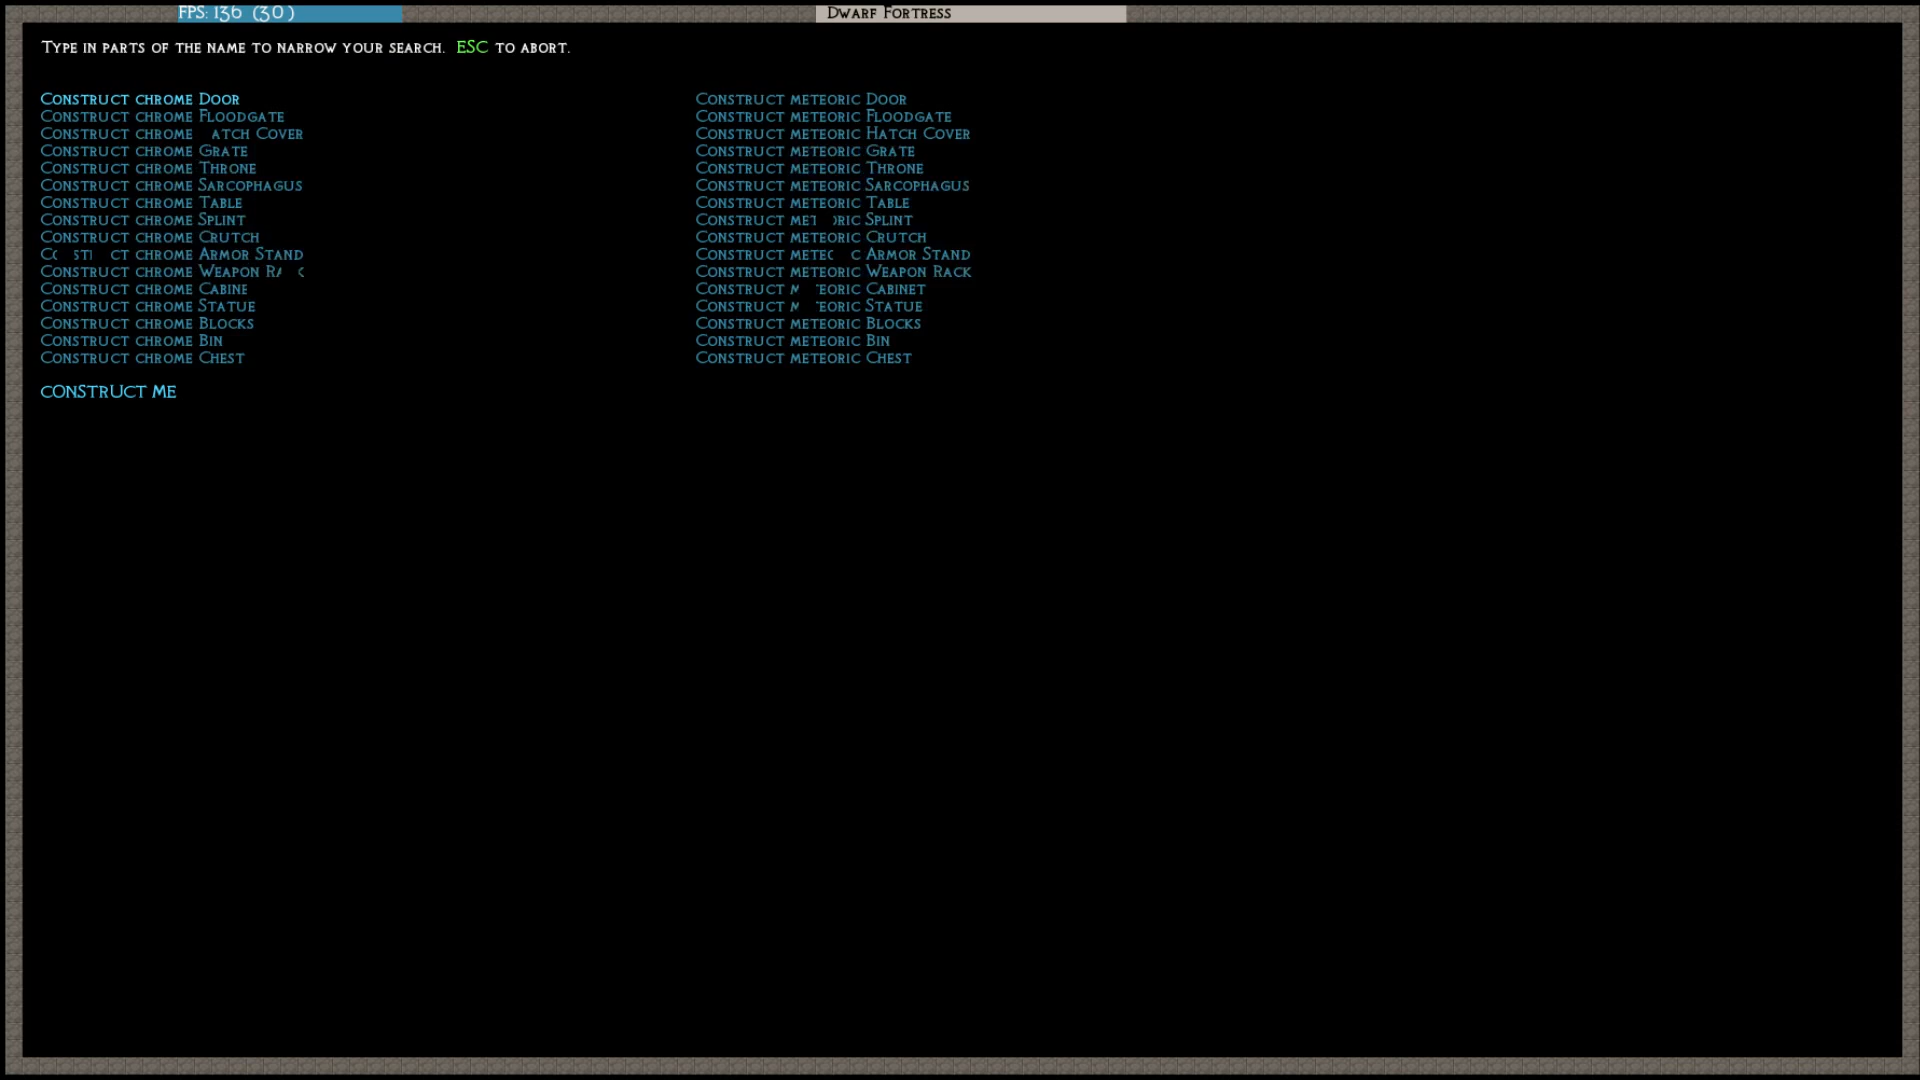 FPS: 136 (30)
Dwarf Fortress
Type in parts of the name to narrow your search. ESC to abort.
Construct chrome Door
Construct chrome Floodgate
Construct chrome atch Cover
Construct chrome Grate
Construct chrome Throne
Construct chrome Sarcophagus
Construct chrome Table
Construct chrome Splint
Construct chrome Crutch
chrome Armor Stand
Construct chrome Weapon
Construct chrome Cabine
Construct chrome Statue
Construct chrome Blocks
Construct chrome Bin
Construct chrome Chest
Construct meteoric Door
Construct meteoric Floodgate
Construct meteoric Hatch Cover
Construct meteoric Grate
Construct meteoric Throne
Construct meteoric Sarcophagus
Construct meteoric Table
Construct Splint
Construct meteoric Crutch
Construct Armor Stand
Construct meteoric Weapon Rack
Construct Cabinet
Construct Statue
Construct meteoric Blocks
Construct meteoric Bin
Construct meteoric Chest
CONSTRUCT ME